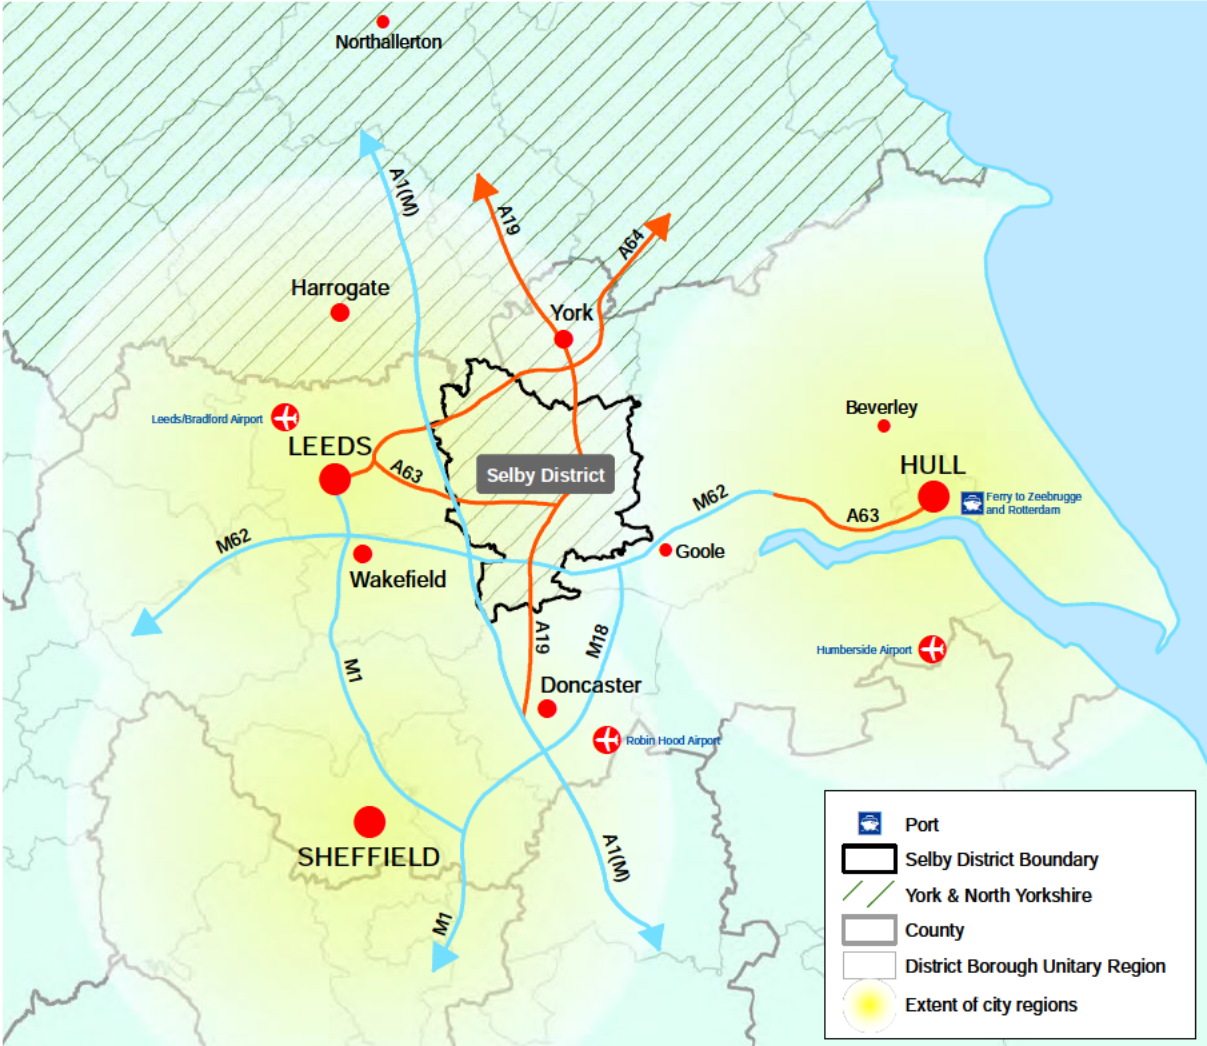 Northallerton
A1(M)
A19
A64
Harrogate
York
Leeds/Bradford Airport
LEEDS
A63
Selby District
Beverley
HULL
Ferry to Zeebrugge
and Rotterdam
M62
A63
M62
Goole
Wakefield
A19
M18
M1
Humberside Airport
Doncaster
Robin Hood Airport
SHEFFIELD
A1(M)
M1
Port
Selby District Boundary
York & North Yorkshire
County
District Borough Unitary Region
Extent of city regions